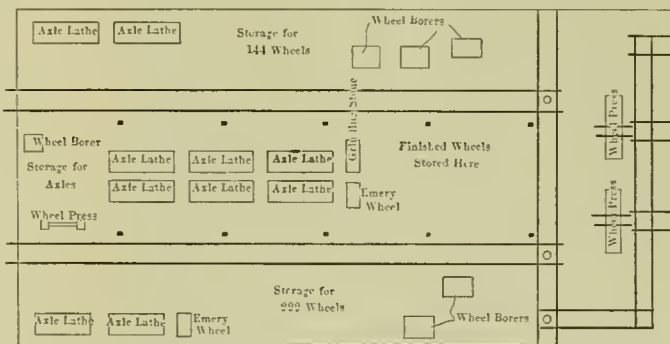 Axle Lathe
Axle Lathe
Storage for
144 Wheels
Wheel Borers
Wheel Borer
Storage for
Axles
Wheel Press
Axle Lathe
Axle Lathe
Axle Lathe
Axle Lathe
Axle Lathe
Axle Lathe
Grinding Stone
Emery
Wheel
Finished Wheels
Stored Here
Wheel Press
Wheel Press
Axle Lathe
Axle Lathe
Emery
Wheel
Storage for
Wheels
Wheel Borers